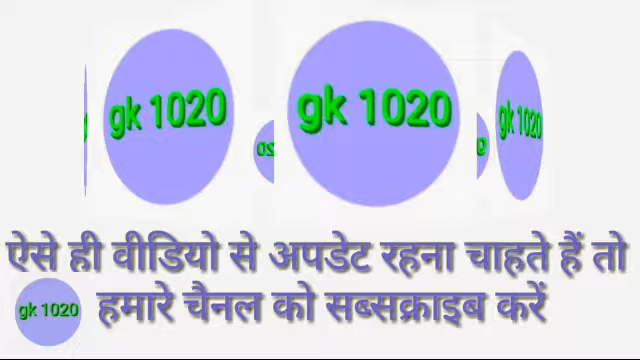 gk 1020
gk 1020
gk 1020
ऐसे ही वीडियो से अपडेट रहना चाहते हैं तो
हमारे चैनल को सब्सक्राइब करें
gk 1020